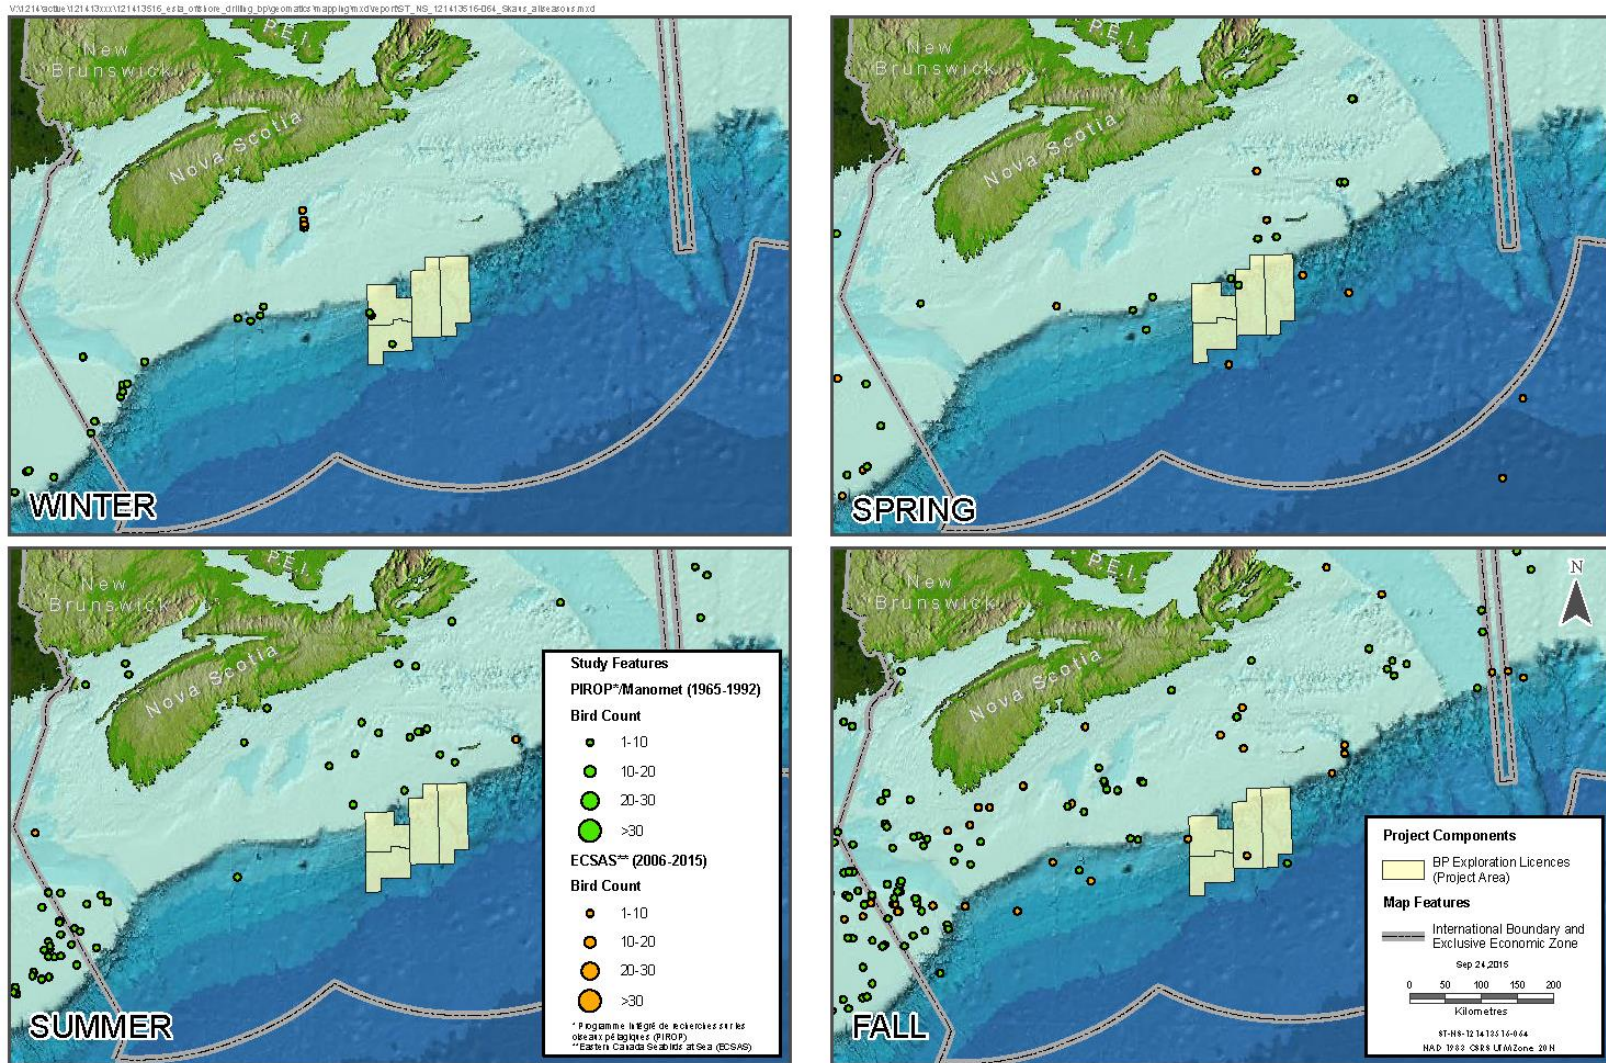 New
Brunswick
P.E.I.
Nova Scotia
WINTER
New
Brunswick
P.E.I.
Nova Scotia
SPRING
New
Brunswick
P.E.I.
Nova Scotia
SUMMER
Study Features
PIROP*/Manomet (1965-1992)
Bird Count
1-10
10-20
20-30
>30
ECSAS** (2006-2015)
Bird Count
1-10
10-20
20-30
>30
* Programme intégré de recherches sur les
oiseaux pélagiques (PIROP)
**Eastern Canada Seabirds at Sea (ECSAS)
New
Brunswick
P.E.I.
Nova Scotia
N
FALL
Project Components
BP Exploration Licences
(Project Area)
Map Features
International Boundary and
Exclusive Economic Zone
Sep 24,2015
0 50 100 150 200
Kilometres
ST-NS-121413516-064
NAD 1983 CSRS UTM Zone 20N